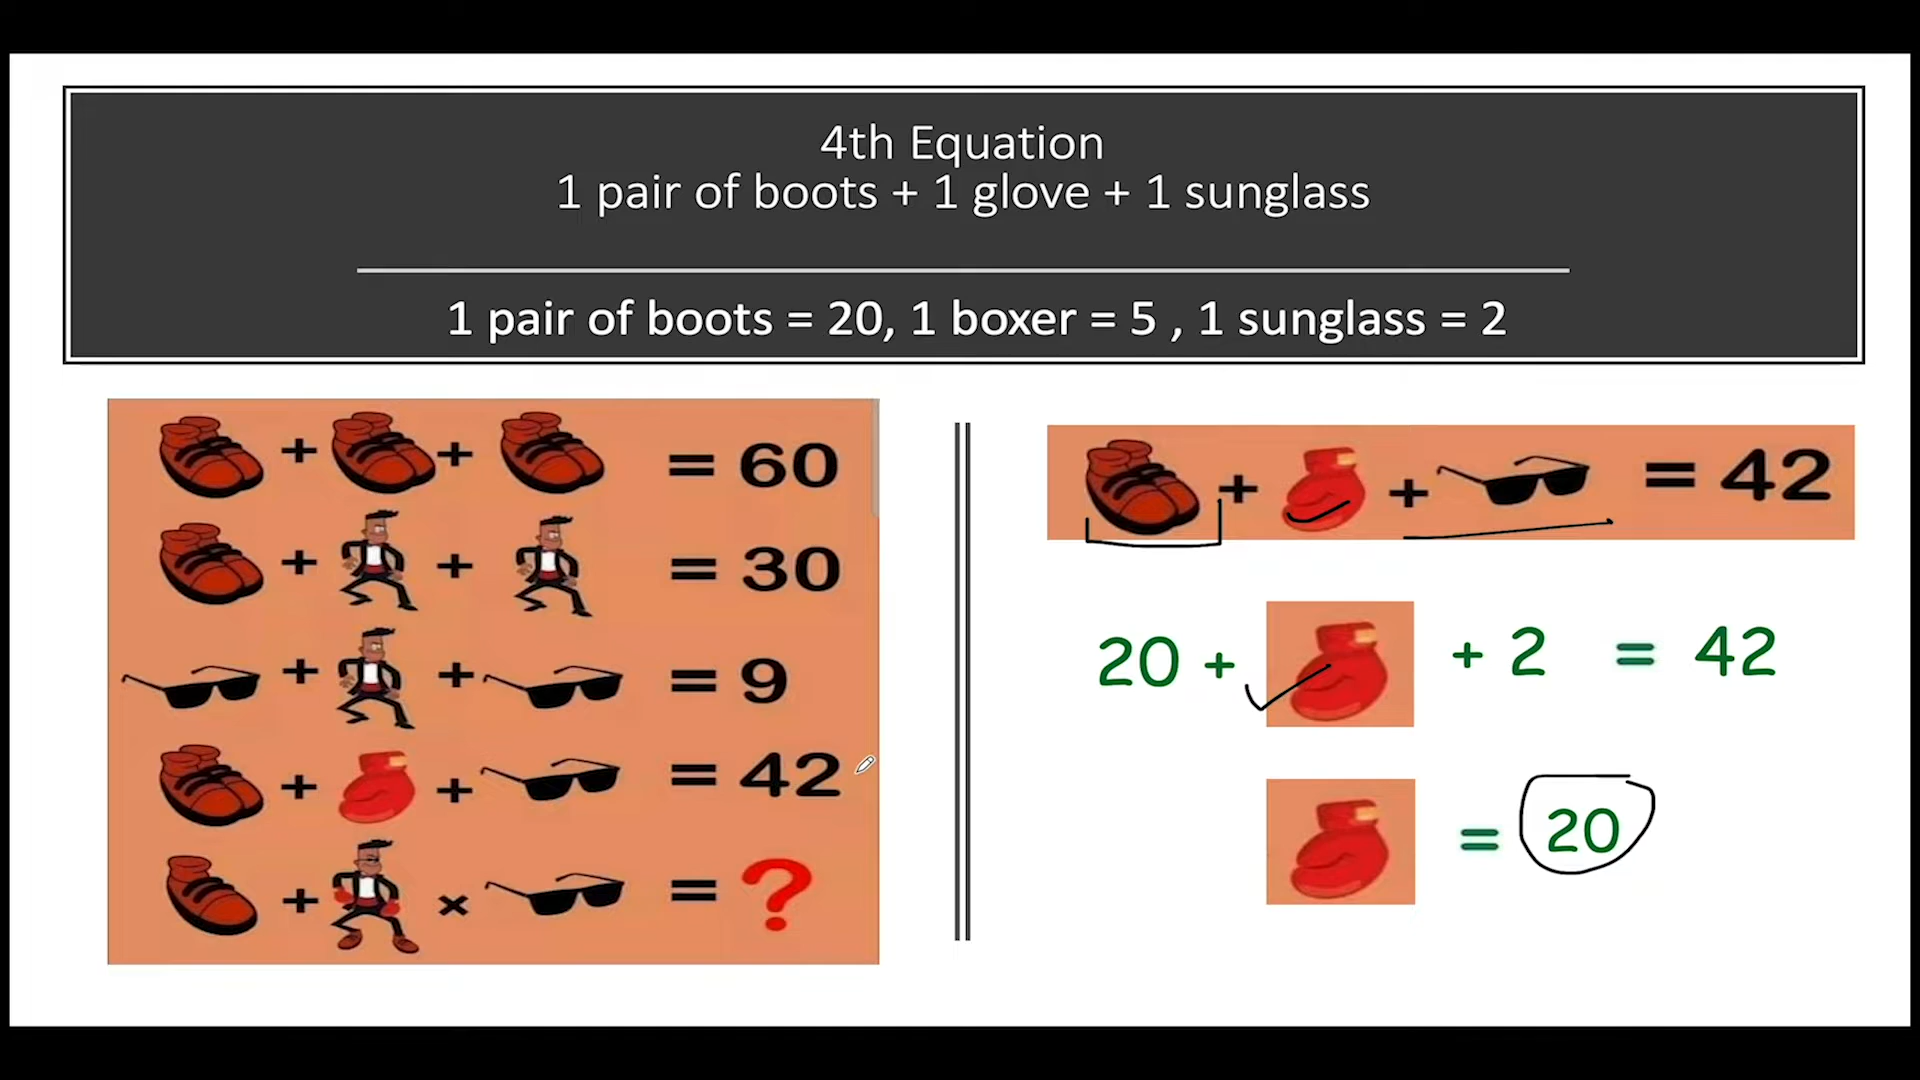 4th Equation
1 pair of boots + 1 glove + 1 sunglass
1 pair of boots = 20, 1 boxer = 5 , 1 sunglass = 2
+ + = 60
+ + = 30
+ + = 9
+ + = 42
+ × = ?
+ + = 42
20 + + 2 = 42
= 20